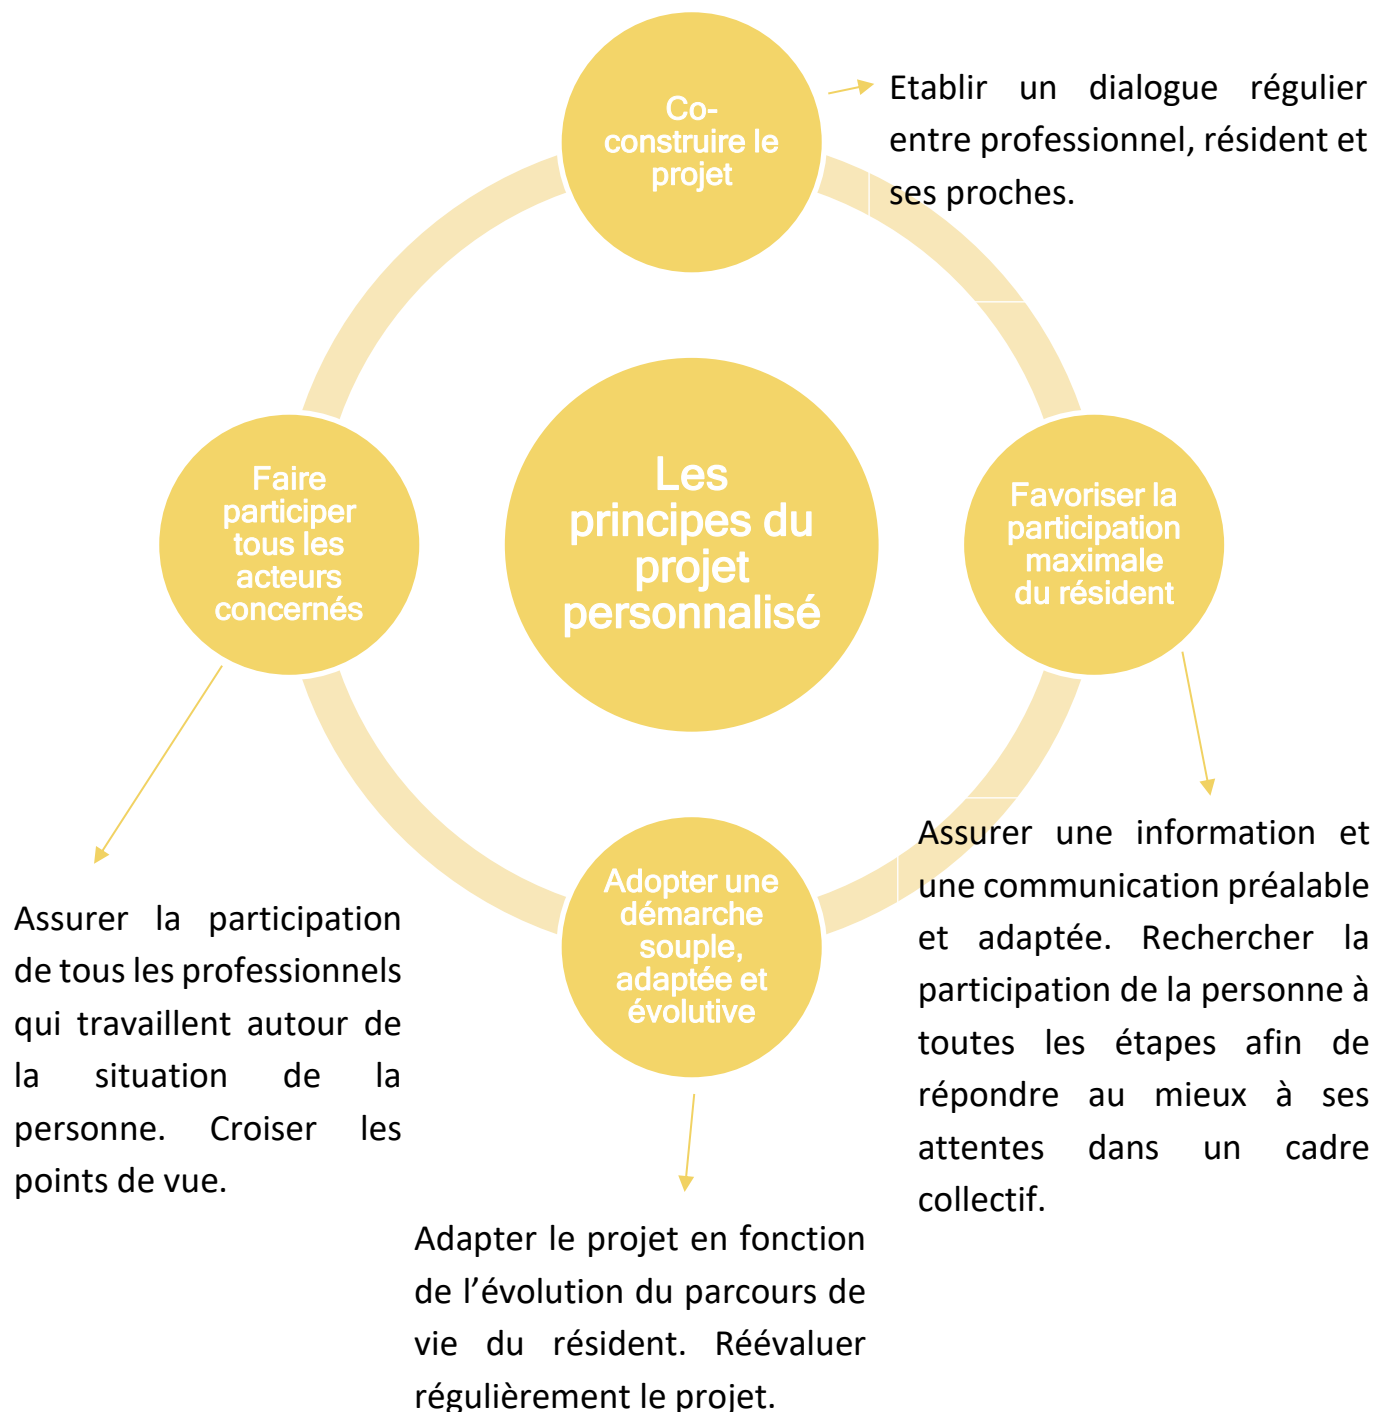 Co-
construire le
projet
Etablir un dialogue régulier
entre professionnel, résident et
ses proches.
Les
principes du
projet
personnalisé
Favoriser la
participation
maximale
du résident
Assurer une information et
une communication préalable
et adaptée. Rechercher la
participation de la personne à
toutes les étapes afin de
répondre au mieux à ses
attentes dans un cadre
collectif.
Adopter une
démarche
souple,
adaptée et
évolutive
Adapter le projet en fonction
de l’évolution du parcours de
vie du résident. Réévaluer
régulièrement le projet.
Faire
participer
tous les
acteurs
concernés
Assurer la participation
de tous les professionnels
qui travaillent autour de
la situation de la
personne. Croiser les
points de vue.